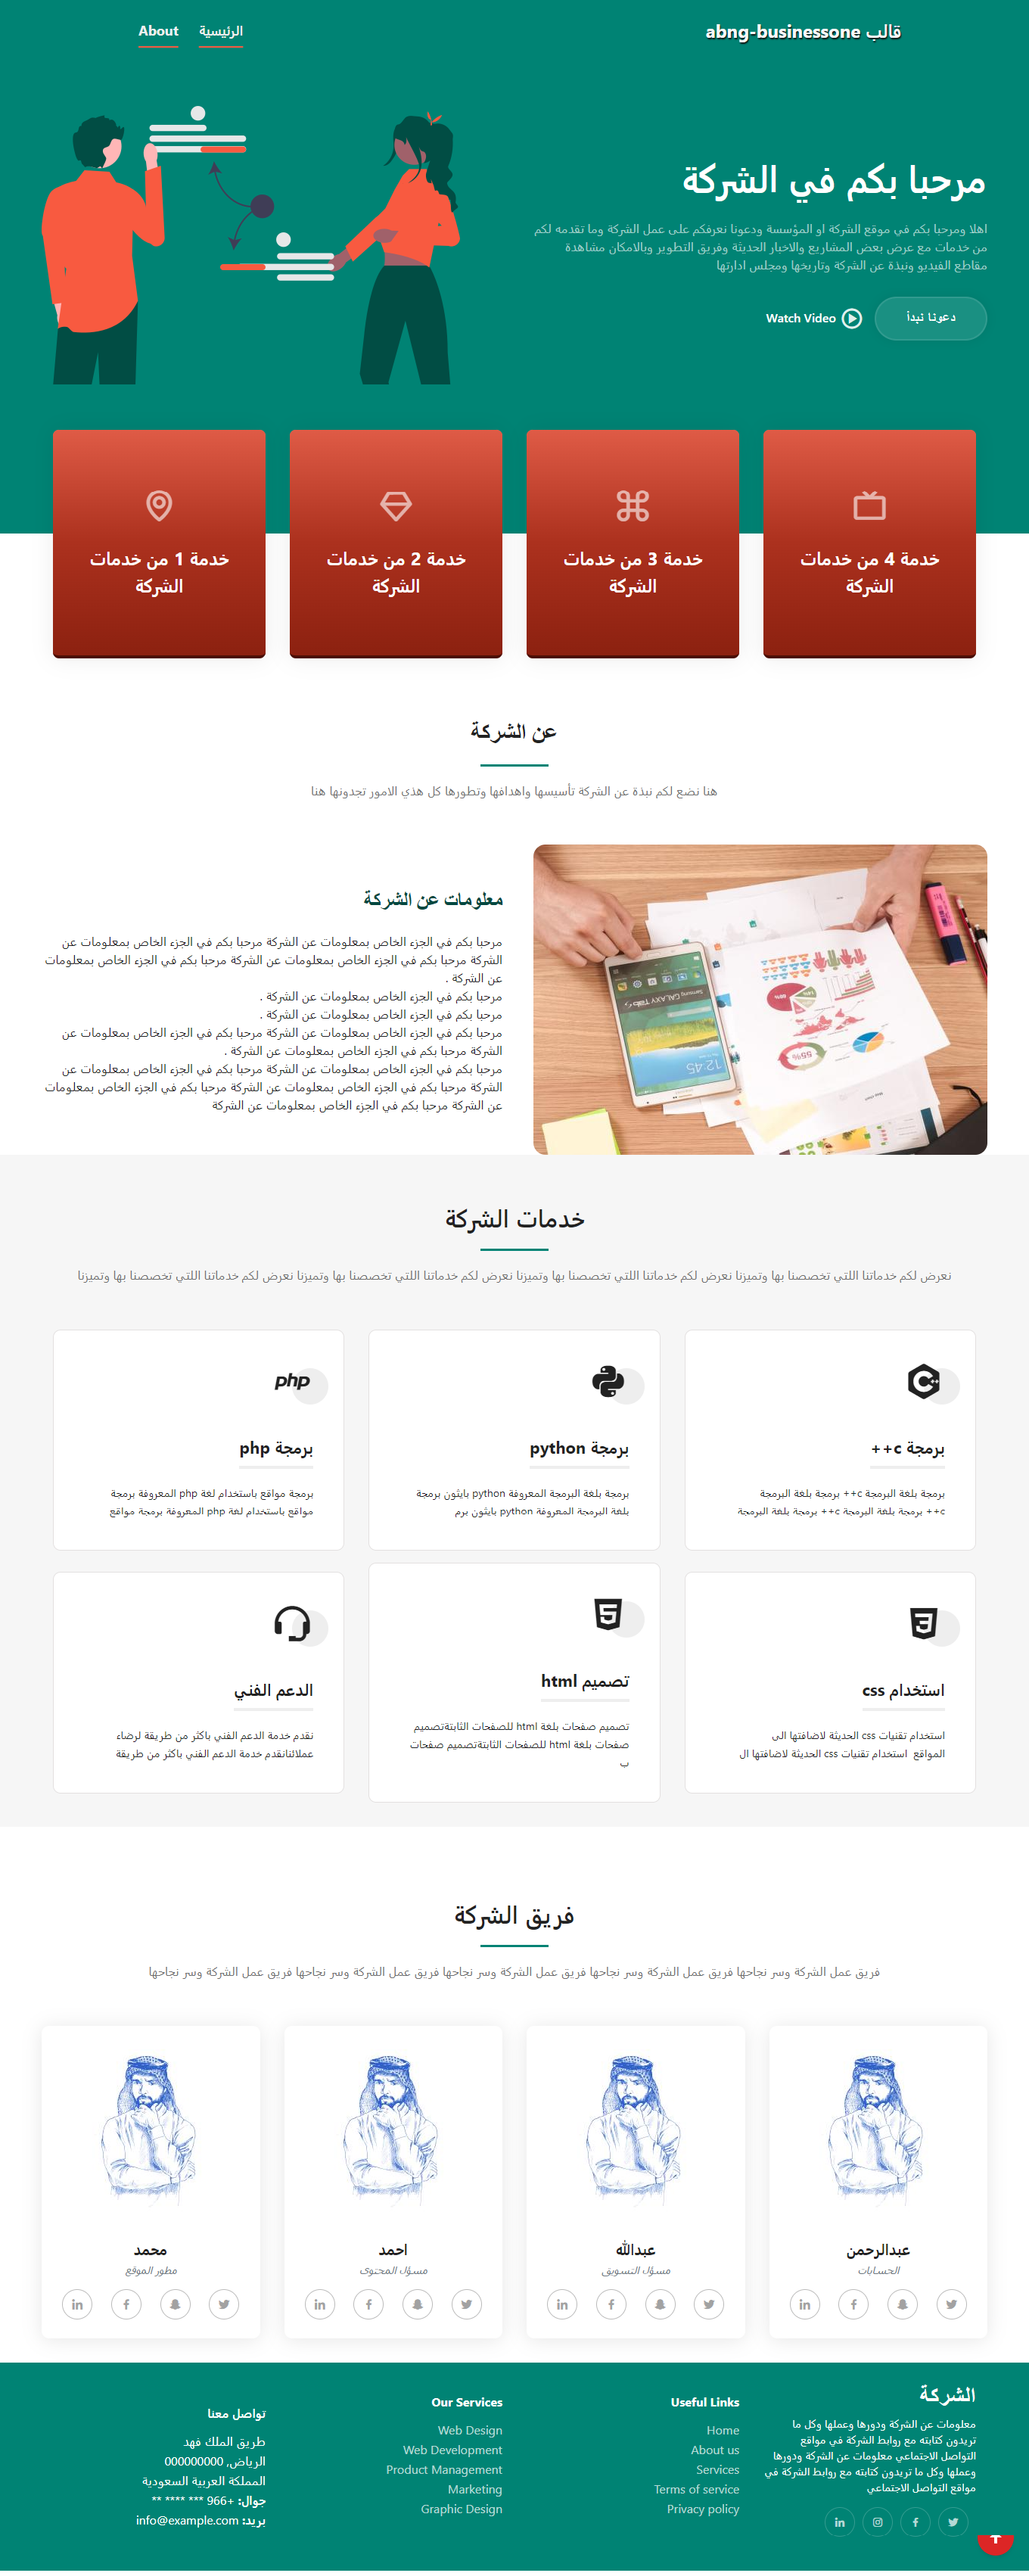 قالب abng-businessone
الرئيسية
About
مرحبا بكم في الشركة
اهلا ومرحبا بكم في موقع الشركة او المؤسسة ودعونا نعرفكم على عمل الشركة وما تقدمه لكم
من خدمات مع عرض بعض المشاريع والاخبار الحديثة وفريق التطوير وبالامكان مشاهدة
مقاطع الفيديو ونبذة عن الشركة وتاريخها ومجلس ادارتها
دعونا نبدأ
Watch Video
خدمة 4 من خدمات
الشركة
خدمة 3 من خدمات
الشركة
خدمة 2 من خدمات
الشركة
خدمة 1 من خدمات
الشركة
عن الشركة
هنا نضع لكم نبذة عن الشركة تأسيسها واهدافها وتطورها كل هذي الامور تجدونها هنا
12:45
Samsung GALAXY Tab S
55%
معلومات عن الشركة
مرحبا بكم في الجزء الخاص بمعلومات عن الشركة مرحبا بكم في الجزء الخاص بمعلومات عن
الشركة مرحبا بكم في الجزء الخاص بمعلومات عن الشركة مرحبا بكم في الجزء الخاص بمعلومات
عن الشركة .
مرحبا بكم في الجزء الخاص بمعلومات عن الشركة .
مرحبا بكم في الجزء الخاص بمعلومات عن الشركة .
مرحبا بكم في الجزء الخاص بمعلومات عن الشركة مرحبا بكم في الجزء الخاص بمعلومات عن
الشركة مرحبا بكم في الجزء الخاص بمعلومات عن الشركة .
مرحبا بكم في الجزء الخاص بمعلومات عن الشركة مرحبا بكم في الجزء الخاص بمعلومات عن
الشركة مرحبا بكم في الجزء الخاص بمعلومات عن الشركة مرحبا بكم في الجزء الخاص بمعلومات
عن الشركة مرحبا بكم في الجزء الخاص بمعلومات عن الشركة
خدمات الشركة
نعرض لكم خدماتنا اللتي تخصصنا بها وتميزنا نعرض لكم خدماتنا اللتي تخصصنا بها وتميزنا نعرض لكم خدماتنا اللتي تخصصنا بها وتميزنا نعرض لكم خدماتنا اللتي تخصصنا بها وتميزنا
برمجة c++
برمجة بلغة البرمجة c++ برمجة بلغة البرمجة
c++ برمجة بلغة البرمجة c++ برمجة بلغة البرمجة
برمجة python
برمجة بلغة البرمجة المعروفة python بايثون برمجة
بلغة البرمجة المعروفة python بايثون برم
php
برمجة php
برمجة مواقع باستخدام لغة php المعروفة برمجة
مواقع باستخدام لغة php المعروفة برمجة مواقع
استخدام css
استخدام تقنيات css الحديثة لاضافتها الى
المواقع استخدام تقنيات css الحديثة لاضافتها ال
تصميم html
تصميم صفحات بلغة html للصفحات الثابتةتصميم
صفحات بلغة html للصفحات الثابتةتصميم صفحات
ب
الدعم الفني
نقدم خدمة الدعم الفني باكثر من طريقة لرضاء
عملائنانقدم خدمة الدعم الفني باكثر من طريقة
فريق الشركة
فريق عمل الشركة وسر نجاحها فريق عمل الشركة وسر نجاحها فريق عمل الشركة وسر نجاحها فريق عمل الشركة وسر نجاحها فريق عمل الشركة وسر نجاحها
عبدالرحمن
الحسابات
عبدالله
مسؤل التسويق
احمد
مسؤل المحتوى
محمد
مطور الموقع
الشركة
معلومات عن الشركة ودورها وعملها وكل ما
تريدون كتابته مع روابط الشركة في مواقع
التواصل الاجتماعي معلومات عن الشركة ودورها
وعملها وكل ما تريدون كتابته مع روابط الشركة في
مواقع التواصل الاجتماعي
Useful Links
Home
About us
Services
Terms of service
Privacy policy
Our Services
Web Design
Web Development
Product Management
Marketing
Graphic Design
تواصل معنا
طريق الملك فهد
الرياض, 000000000
المملكة العربية السعودية
جوال: +966 *** **** **
بريد: info@example.com